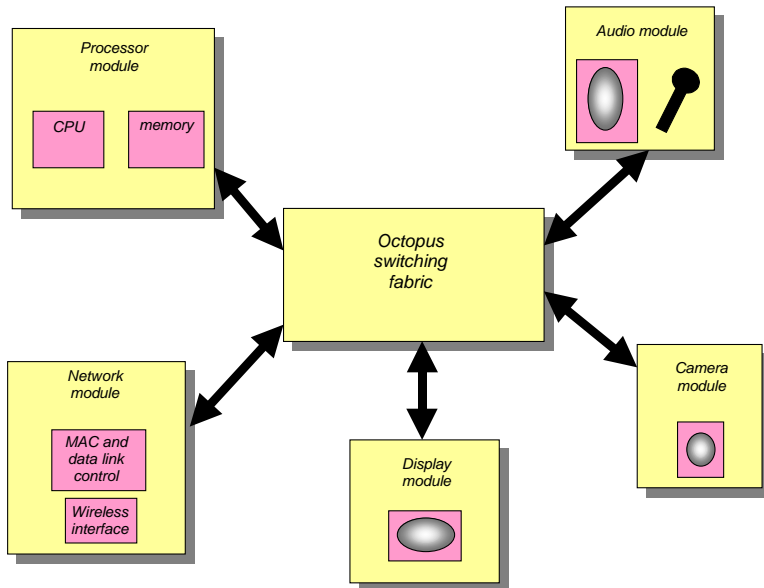 Processor
module
CPU
memory
Audio module
Octopus
switching
fabric
Network
module
MAC and
data link
control
Wireless
interface
Display
module
Camera
module